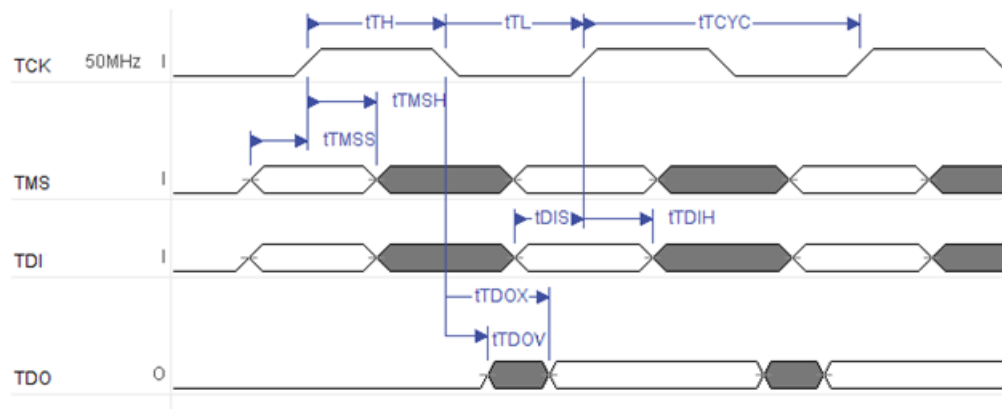 tTH tTL tTCYC
TCK 50MHz I
tTMSH
tTMSS
TMS I
tDIS tTDIH
TDI I
tTDOX
tTDOV
TDO O